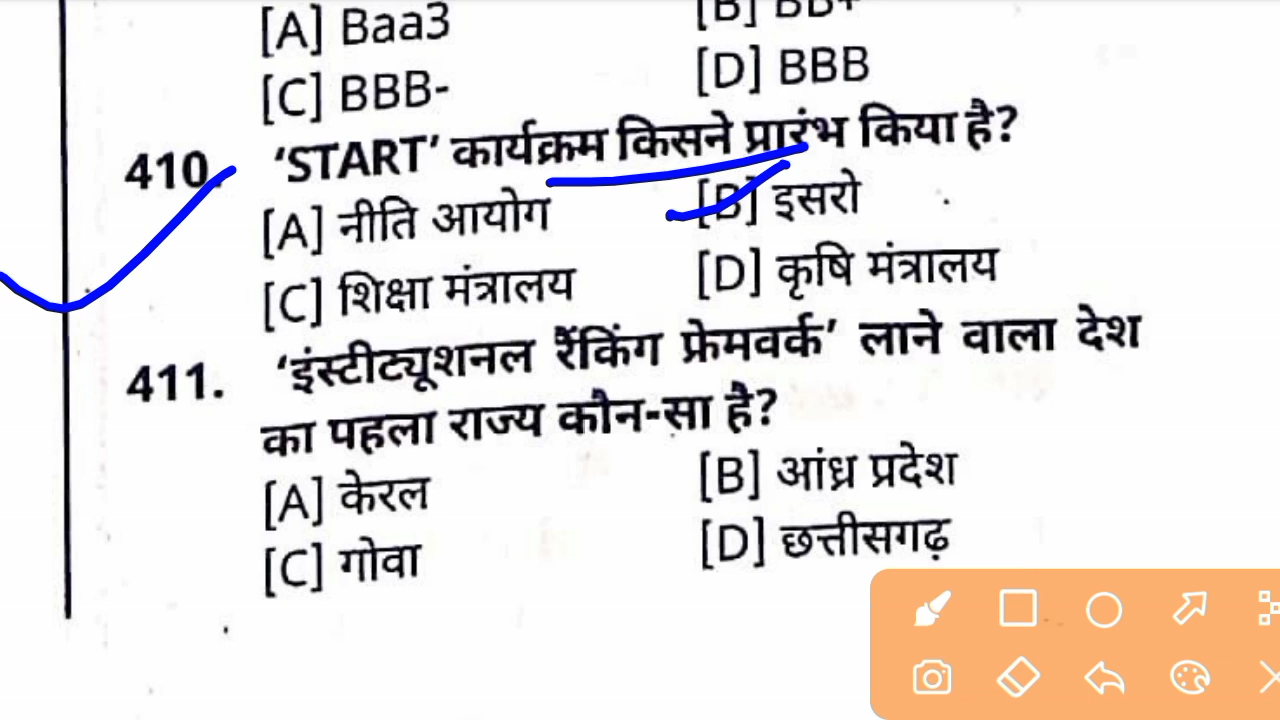 [A] Baa3 [B] BB+
[C] BBB- [D] BBB
410. ‘START’ कार्यक्रम किसने प्रारंभ किया है?
[A] नीति आयोग [B] इसरो
[C] शिक्षा मंत्रालय [D] कृषि मंत्रालय
411. ‘इंस्टीट्यूशनल रैंकिंग फ्रेमवर्क’ लाने वाला देश
का पहला राज्य कौन-सा है?
[A] केरल [B] आंध्र प्रदेश
[C] गोवा [D] छत्तीसगढ़